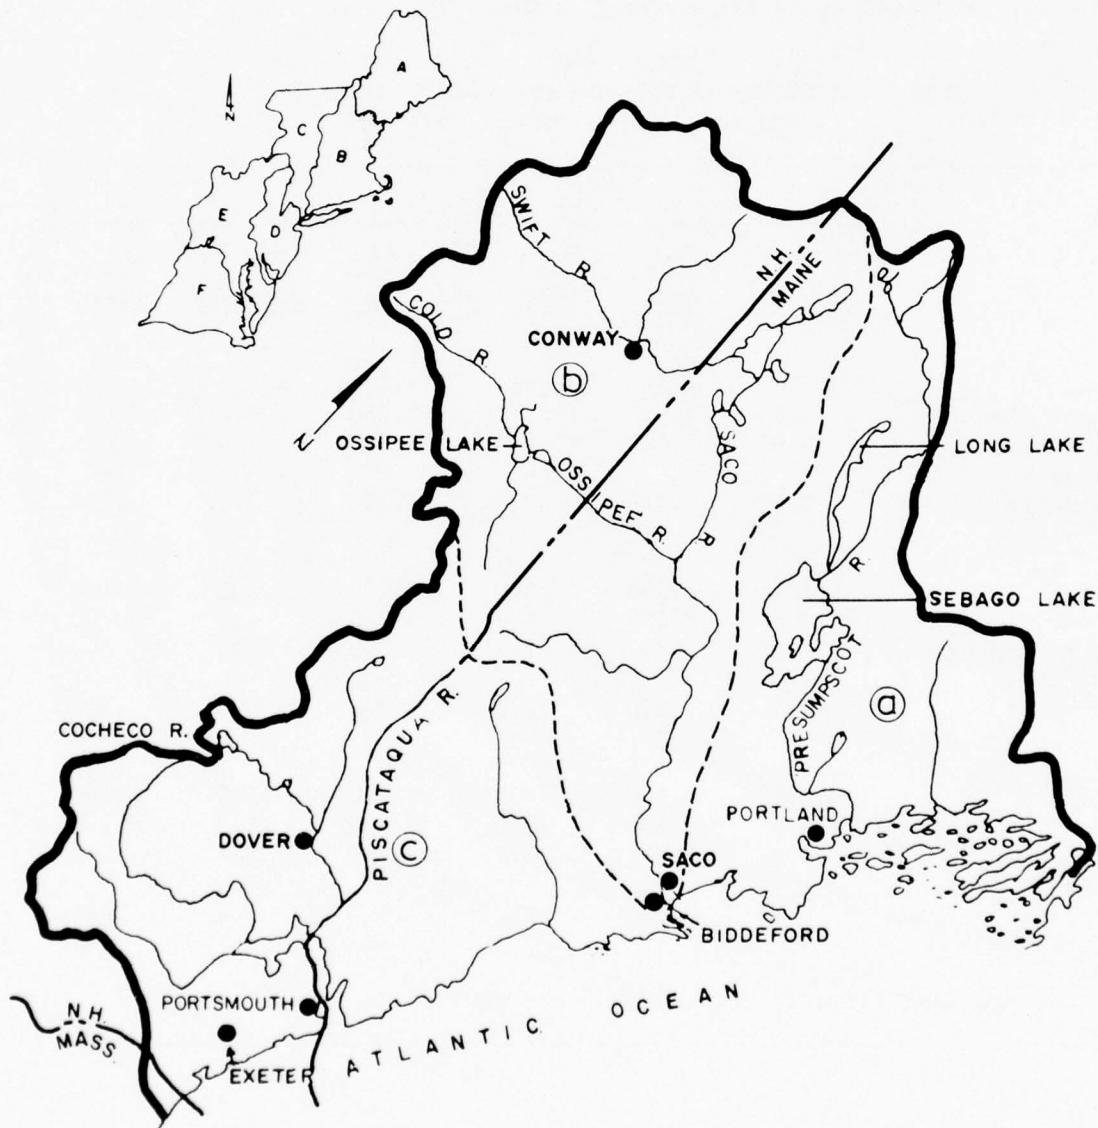 A
N
C
B
E
D
F
SWIFT R.
N.H.
MAINE
COLD R.
CONWAY
b
N
OSSIPEE LAKE
OSSIPEE R.
SACO R
LONG LAKE
R.
SEBAGO LAKE
PRESUMPSCOT
a
COCHECO R.
PISCATAQUA R.
DOVER
c
PORTLAND
SACO
BIDDEFORD
PORTSMOUTH
N.H.
MASS.
EXETER
ATLANTIC OCEAN